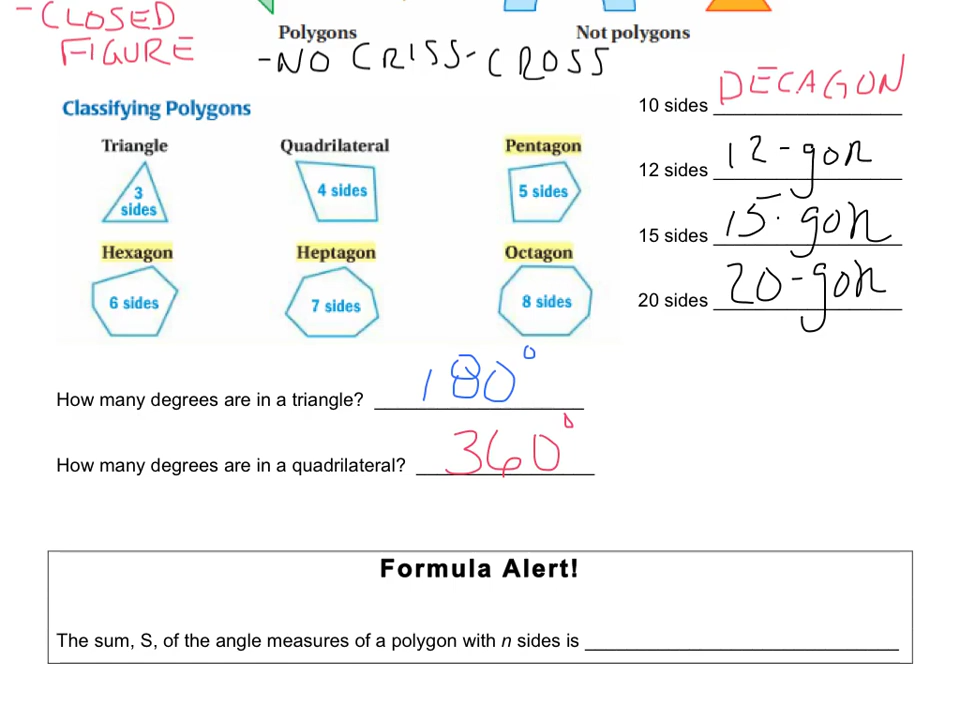 -CLOSED
FIGURE
Polygons
Not polygons
-NO CRISS-CROSS
Classifying Polygons
Triangle
3
sides
Quadrilateral
4 sides
Pentagon
5 sides
Hexagon
6 sides
Heptagon
7 sides
Octagon
8 sides
10 sides DECAGON
12 sides 12-gon
15 sides 15-gon
20 sides 20-gon
How many degrees are in a triangle? 180°
How many degrees are in a quadrilateral? 360°
Formula Alert!
The sum, S, of the angle measures of a polygon with n sides is